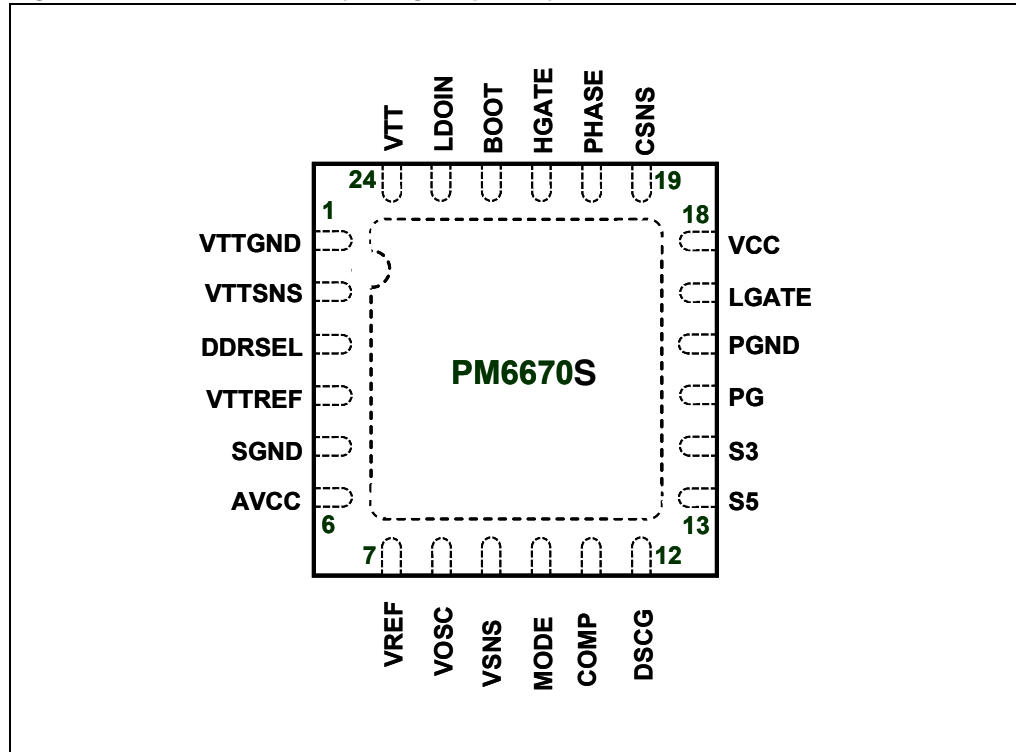 VTT
LDOIN
BOOT
HGATE
PHASE
CSNS
24
19
1
18
VTTGND
VCC
VTTSNS
LGATE
DDRSEL
PGND
PM6670S
VTTREF
PG
SGND
S3
AVCC
S5
6
13
7
12
VREF
VOSC
VSNS
MODE
COMP
DSCG